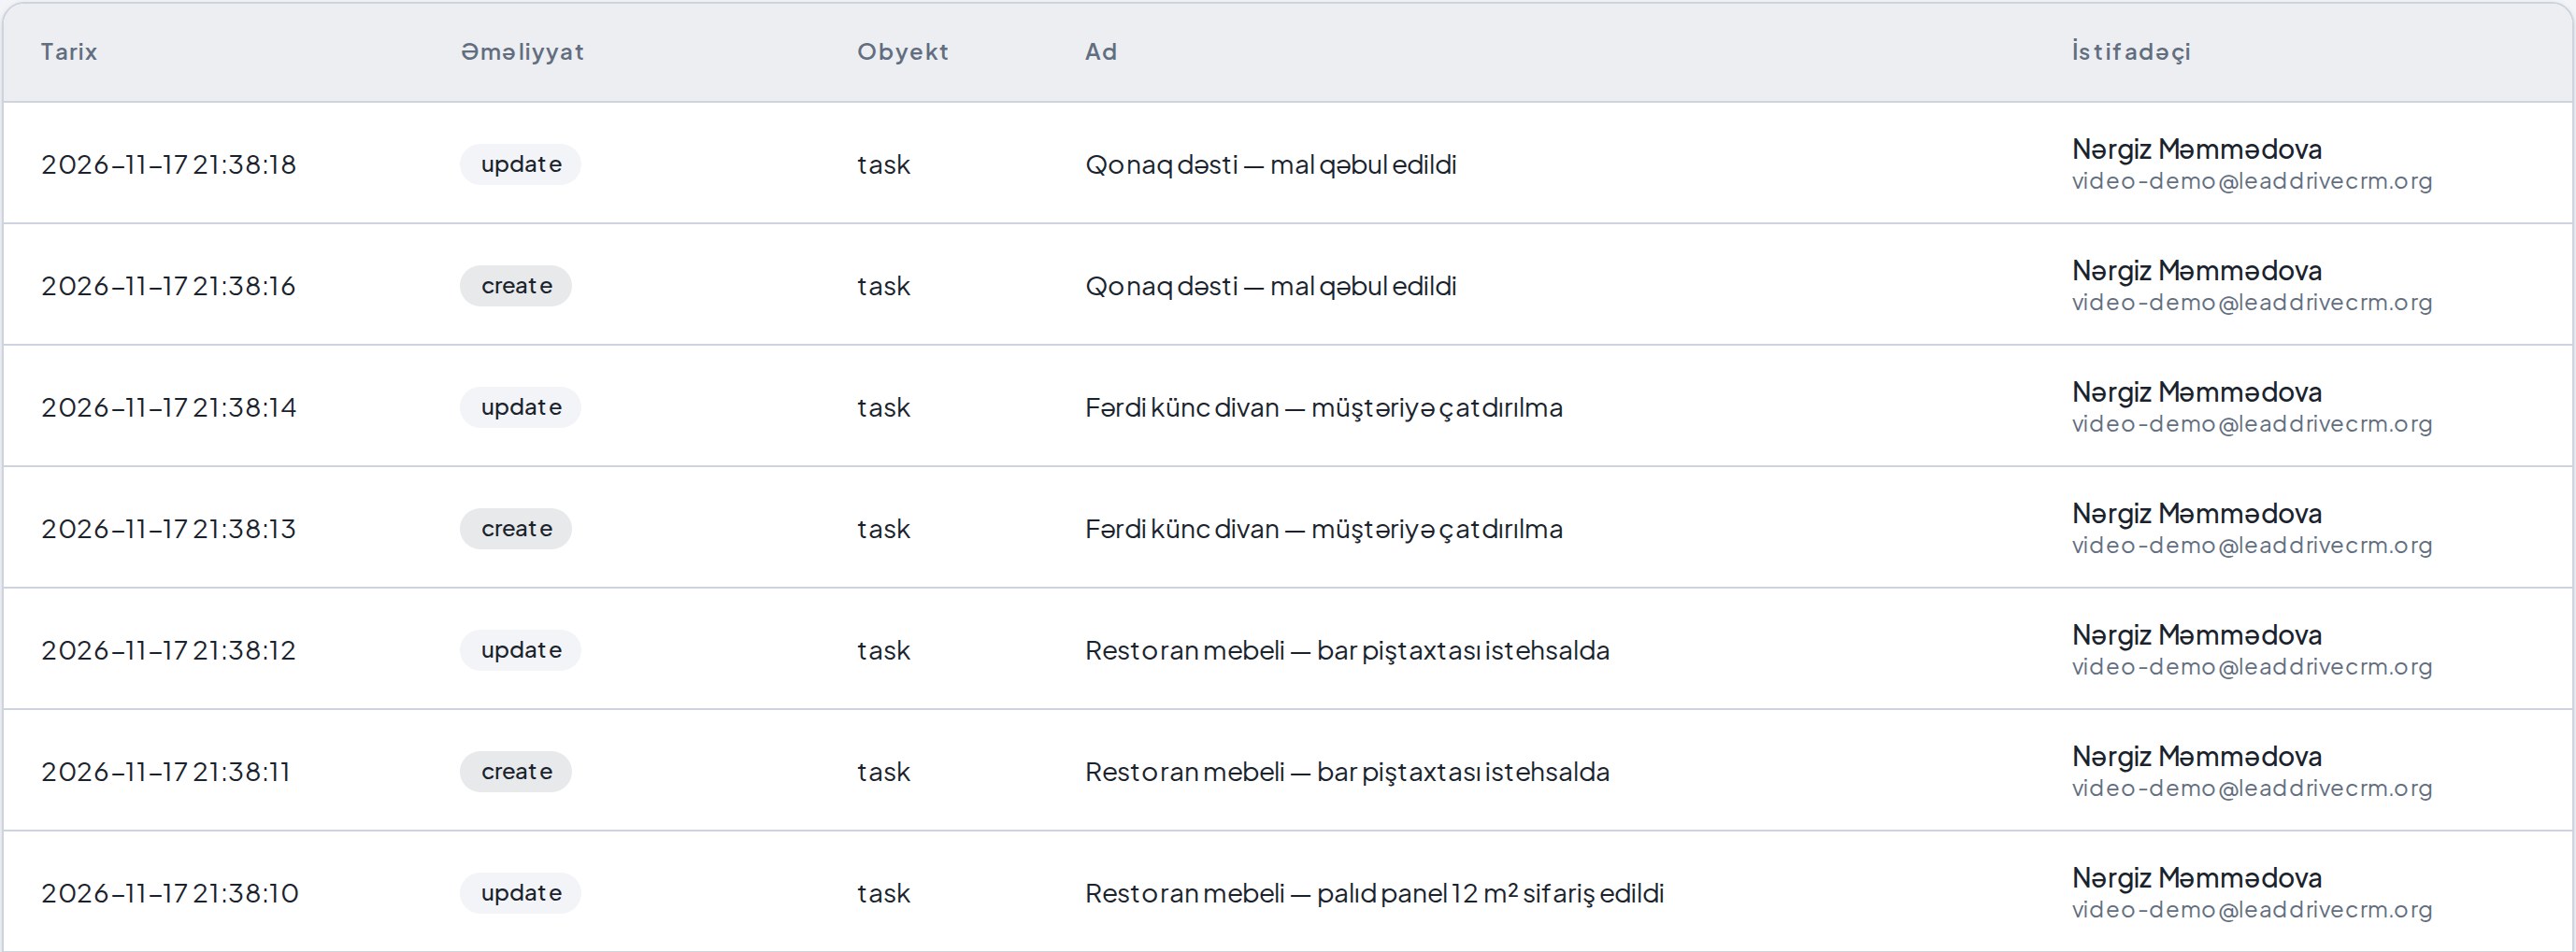 Tarix Əməliyyat Obyekt Ad İstifadəçi
2026-11-17 21:38:18 update task Qonaq dəsti — mal qəbul edildi Nərgiz Məmmədova
video-demo@leaddrivecrm.org
2026-11-17 21:38:16 create task Qonaq dəsti — mal qəbul edildi Nərgiz Məmmədova
video-demo@leaddrivecrm.org
2026-11-17 21:38:14 update task Fərdi künc divan — müştəriyə çatdırılma Nərgiz Məmmədova
video-demo@leaddrivecrm.org
2026-11-17 21:38:13 create task Fərdi künc divan — müştəriyə çatdırılma Nərgiz Məmmədova
video-demo@leaddrivecrm.org
2026-11-17 21:38:12 update task Restoran mebeli — bar piştaxtası istehsalda Nərgiz Məmmədova
video-demo@leaddrivecrm.org
2026-11-17 21:38:11 create task Restoran mebeli — bar piştaxtası istehsalda Nərgiz Məmmədova
video-demo@leaddrivecrm.org
2026-11-17 21:38:10 update task Restoran mebeli — palıd panel 12 m² sifariş edildi Nərgiz Məmmədova
video-demo@leaddrivecrm.org